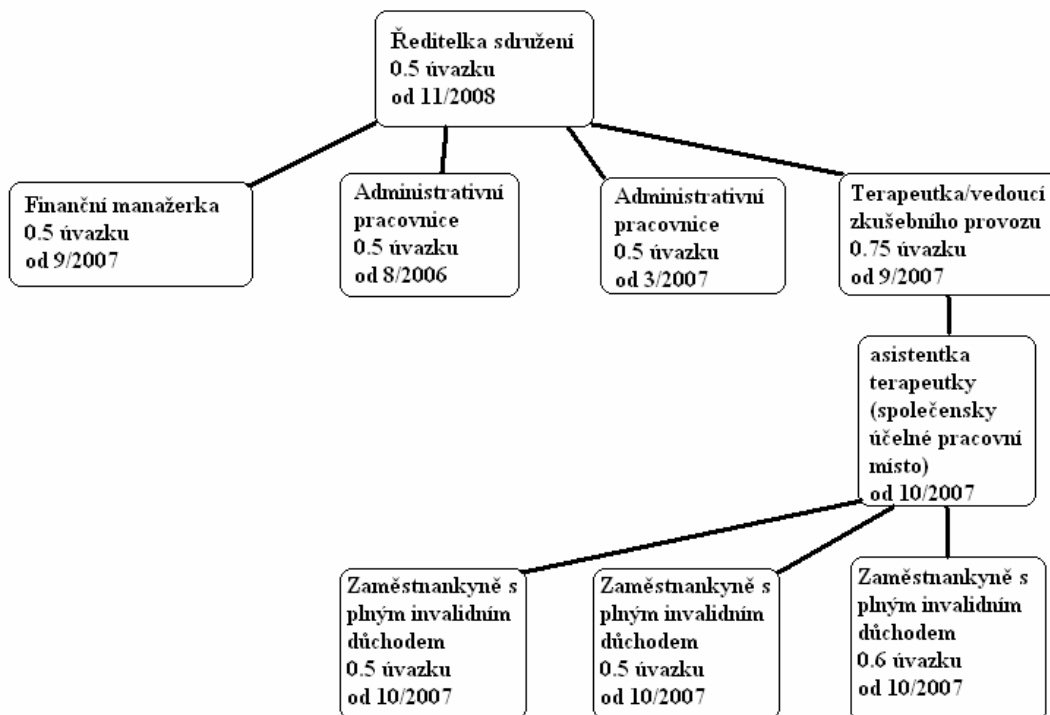 Ředitelka sdružení
0.5 úvazku
od 11/2008
Finanční manažerka
0.5 úvazku
od 9/2007
Administrativní
pracovnice
0.5 úvazku
od 8/2006
Administrativní
pracovnice
0.5 úvazku
od 3/2007
Terapeutka/vedoucí
zkušebního provozu
0.75 úvazku
od 9/2007
asistentka
terapeutky
(společensky
účelné pracovní
místo)
od 10/2007
Zaměstnankyně s
plným invalidním
důchodem
0.5 úvazku
od 10/2007
Zaměstnankyně s
plným invalidním
důchodem
0.5 úvazku
od 10/2007
Zaměstnankyně s
plným invalidním
důchodem
0.6 úvazku
od 10/2007